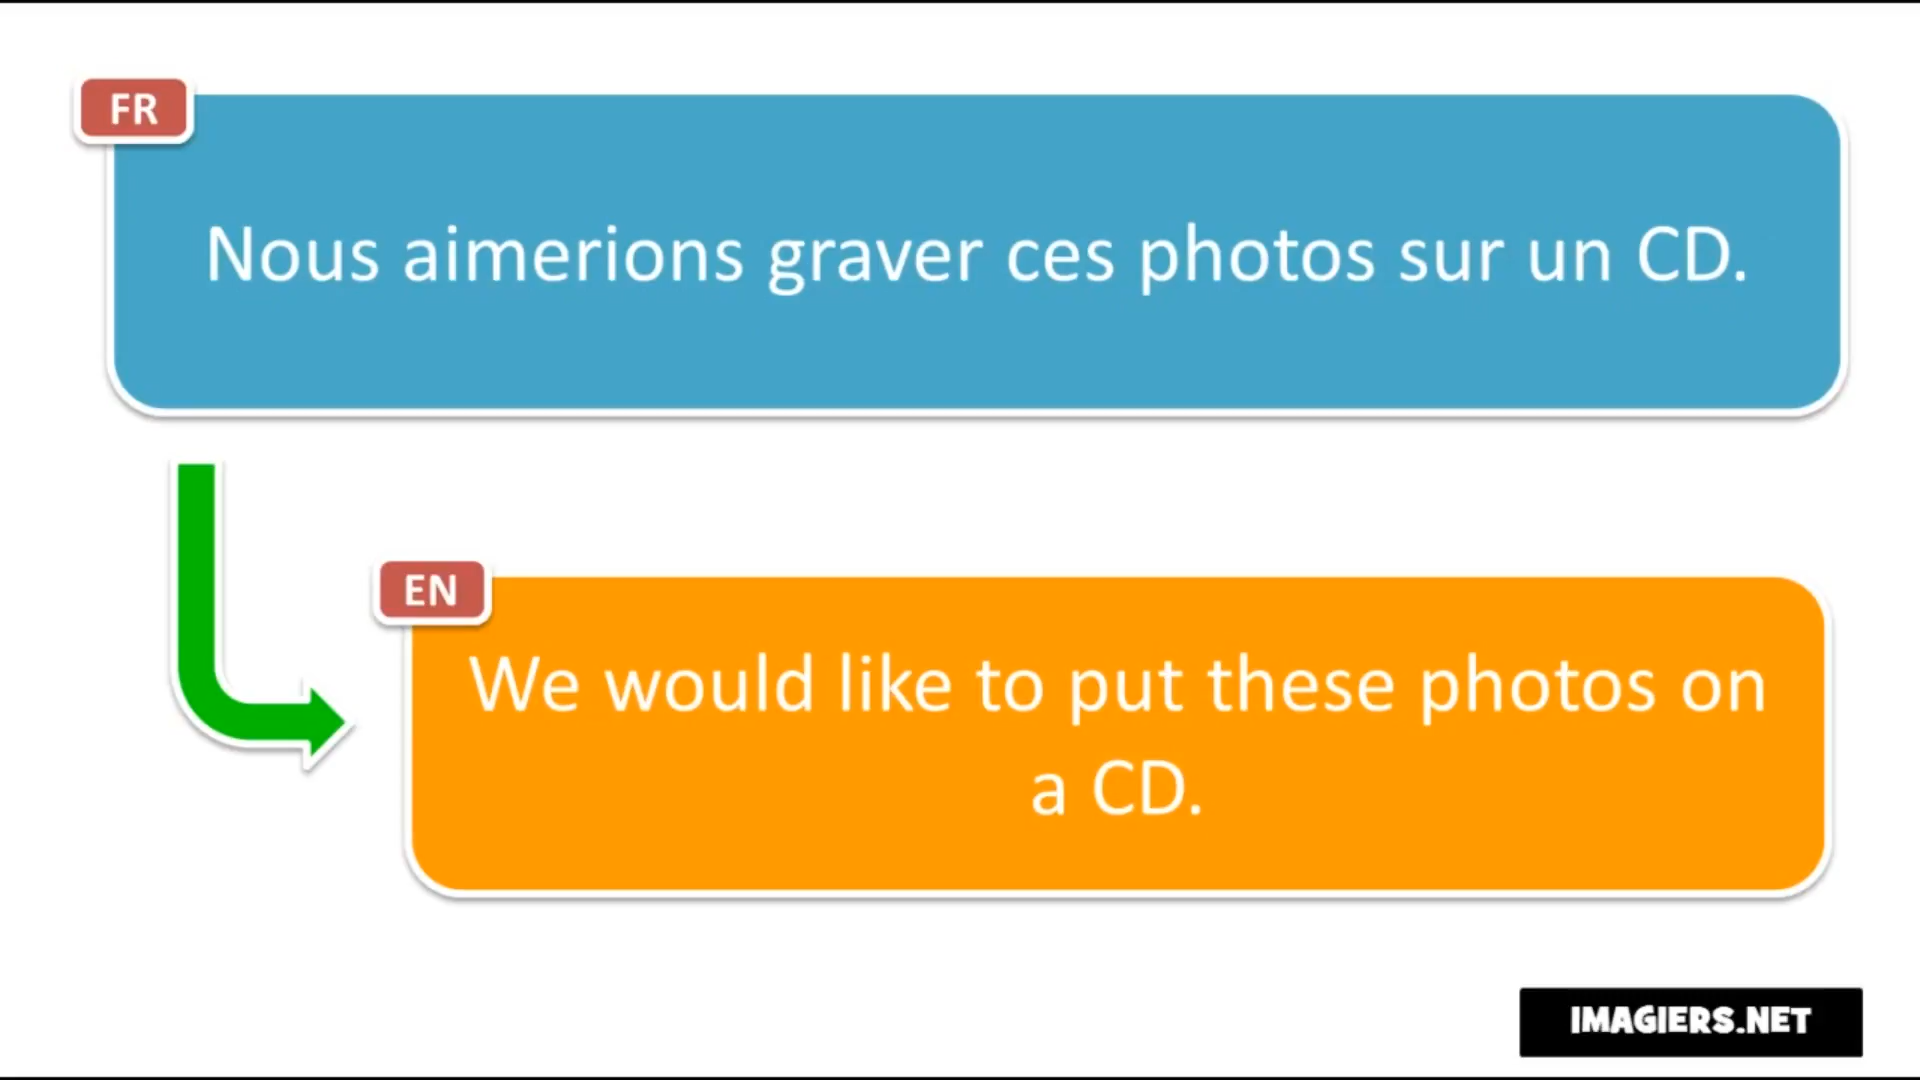 FR
Nous aimerions graver ces photos sur un CD.
EN
We would like to put these photos on
a CD.
IMAGIERS.NET